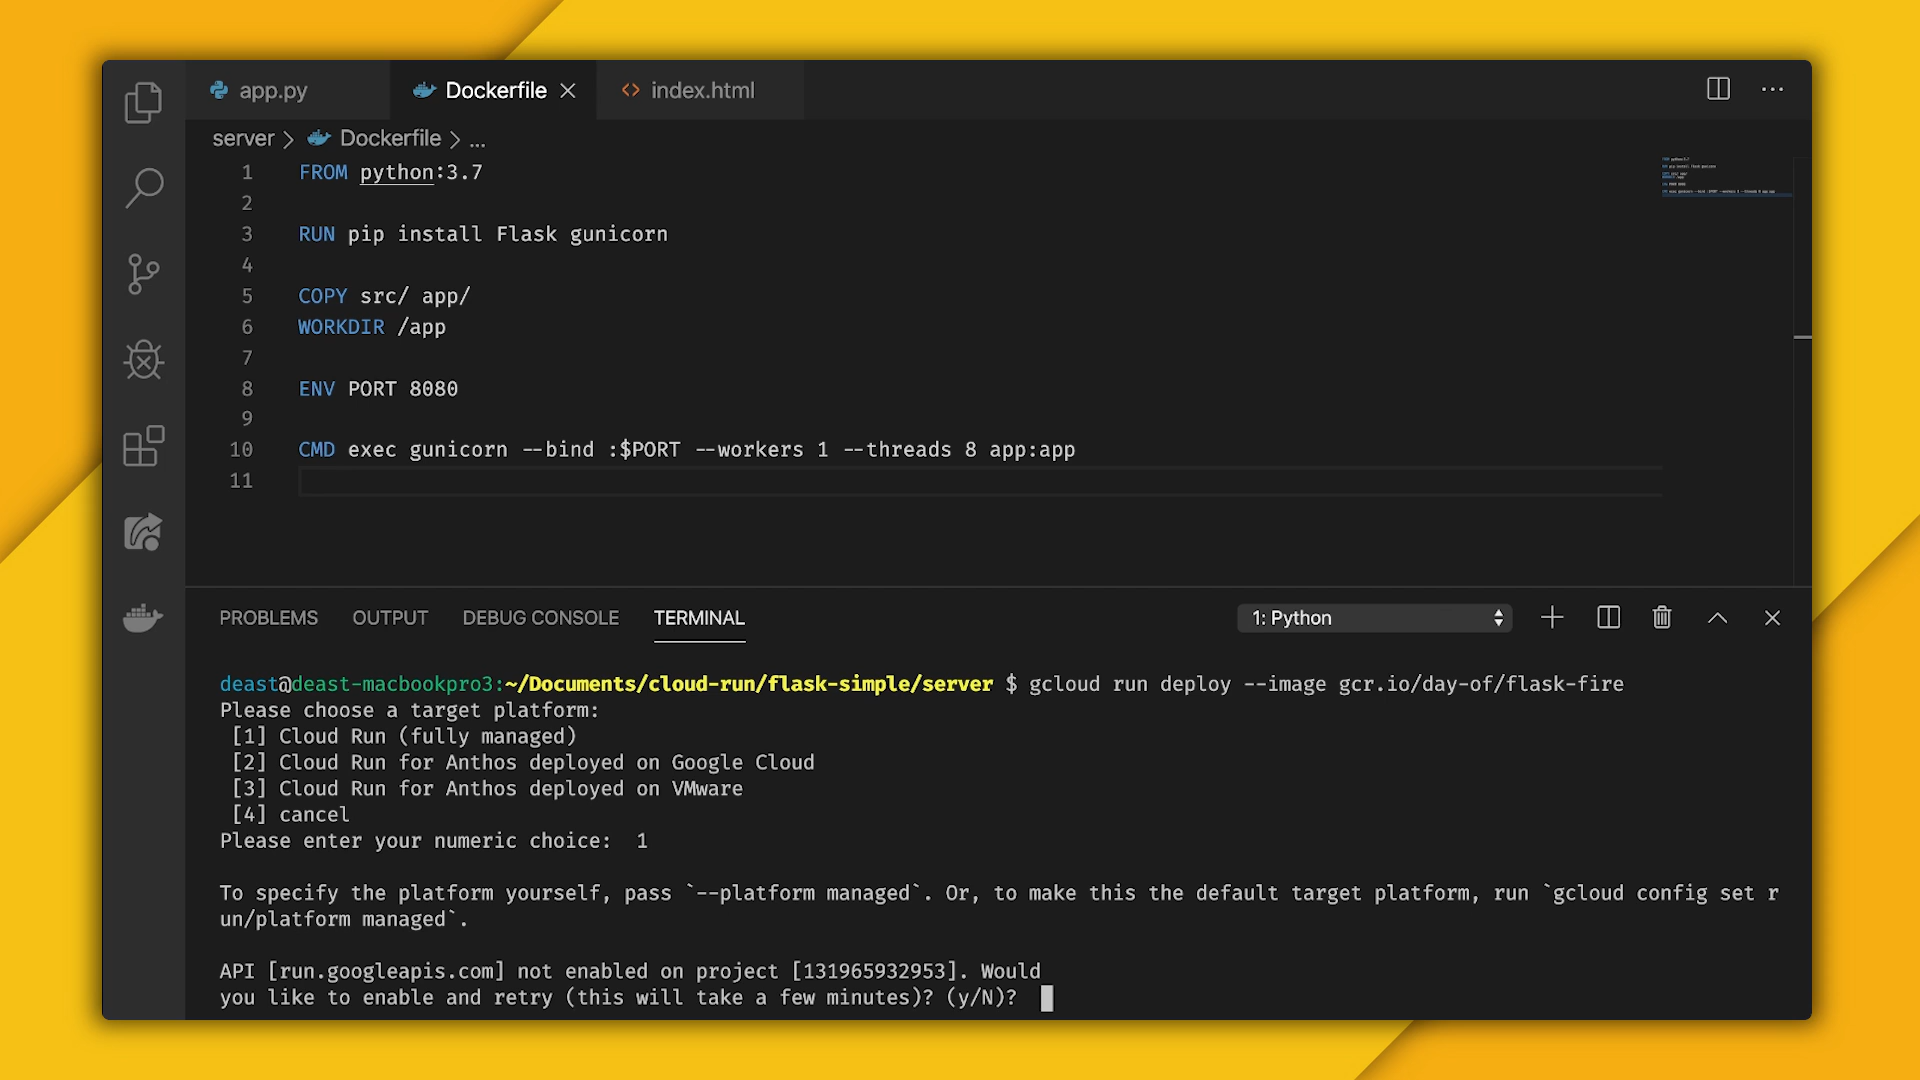 app.py
Dockerfile
index.html
server > Dockerfile > ...
1 FROM python:3.7
2
3 RUN pip install Flask gunicorn
4
5 COPY src/ app/
6 WORKDIR /app
7
8 ENV PORT 8080
9
10 CMD exec gunicorn --bind :$PORT --workers 1 --threads 8 app:app
11
PROBLEMS OUTPUT DEBUG CONSOLE TERMINAL 1: Python
deast@deast-macbookpro3:~/Documents/cloud-run/flask-simple/server $ gcloud run deploy --image gcr.io/day-of/flask-fire
Please choose a target platform:
[1] Cloud Run (fully managed)
[2] Cloud Run for Anthos deployed on Google Cloud
[3] Cloud Run for Anthos deployed on VMware
[4] cancel
Please enter your numeric choice:  1
To specify the platform yourself, pass `--platform managed`. Or, to make this the default target platform, run `gcloud config set r
un/platform managed`.
API [run.googleapis.com] not enabled on project [131965932953]. Would
you like to enable and retry (this will take a few minutes)? (y/N)?